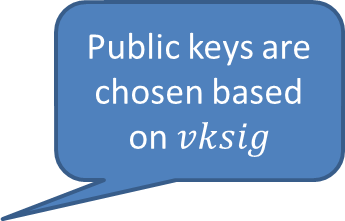 Public keys are
chosen based
on vksig